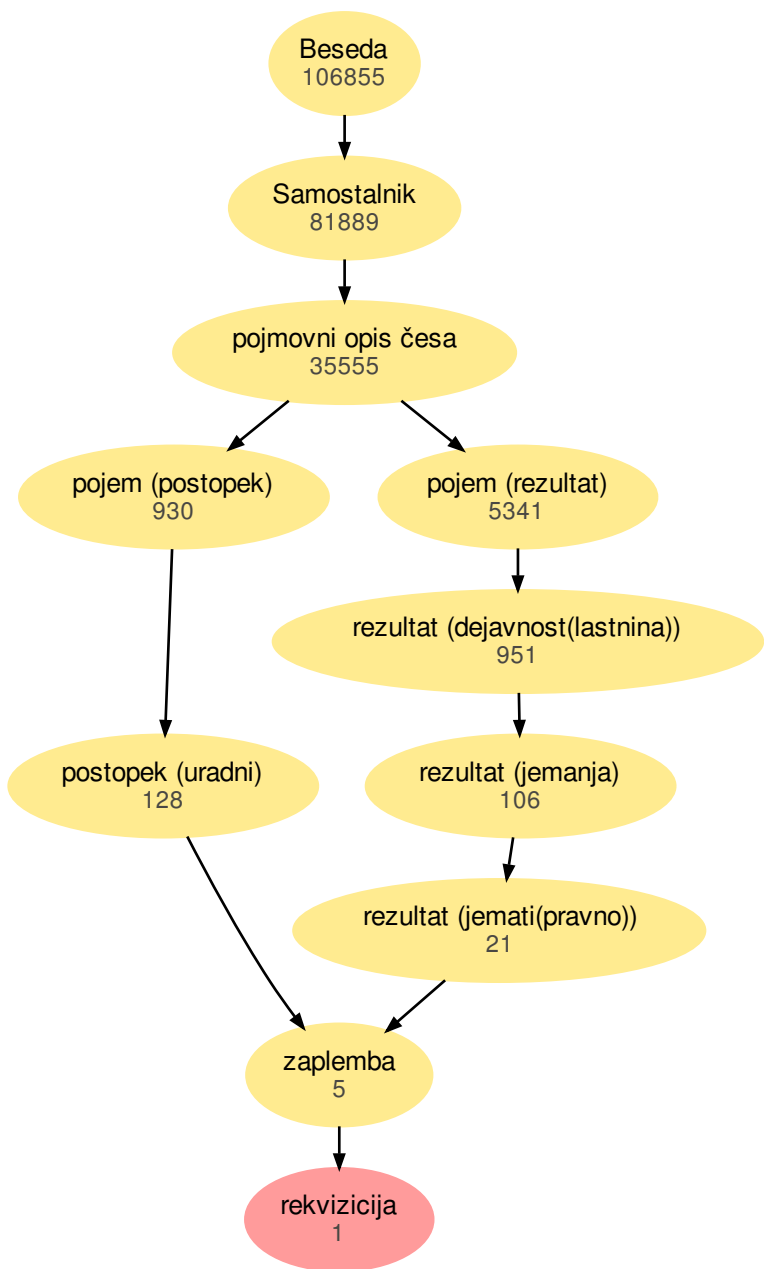 Beseda
106855
Samostalnik
81889
pojmovni opis česa
35555
pojem (postopek)
930
pojem (rezultat)
5341
rezultat (dejavnost(lastnina))
951
postopek (uradni)
128
rezultat (jemanja)
106
rezultat (jemati(pravno))
21
zaplemba
5
rekvizicija
1